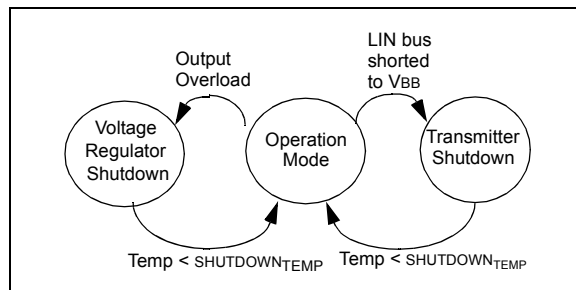 LIN bus
shorted
to VBB
Output
Overload
Voltage
Regulator
Shutdown
Operation
Mode
Transmitter
Shutdown
Temp < SHUTDOWNTEMP
Temp < SHUTDOWNTEMP